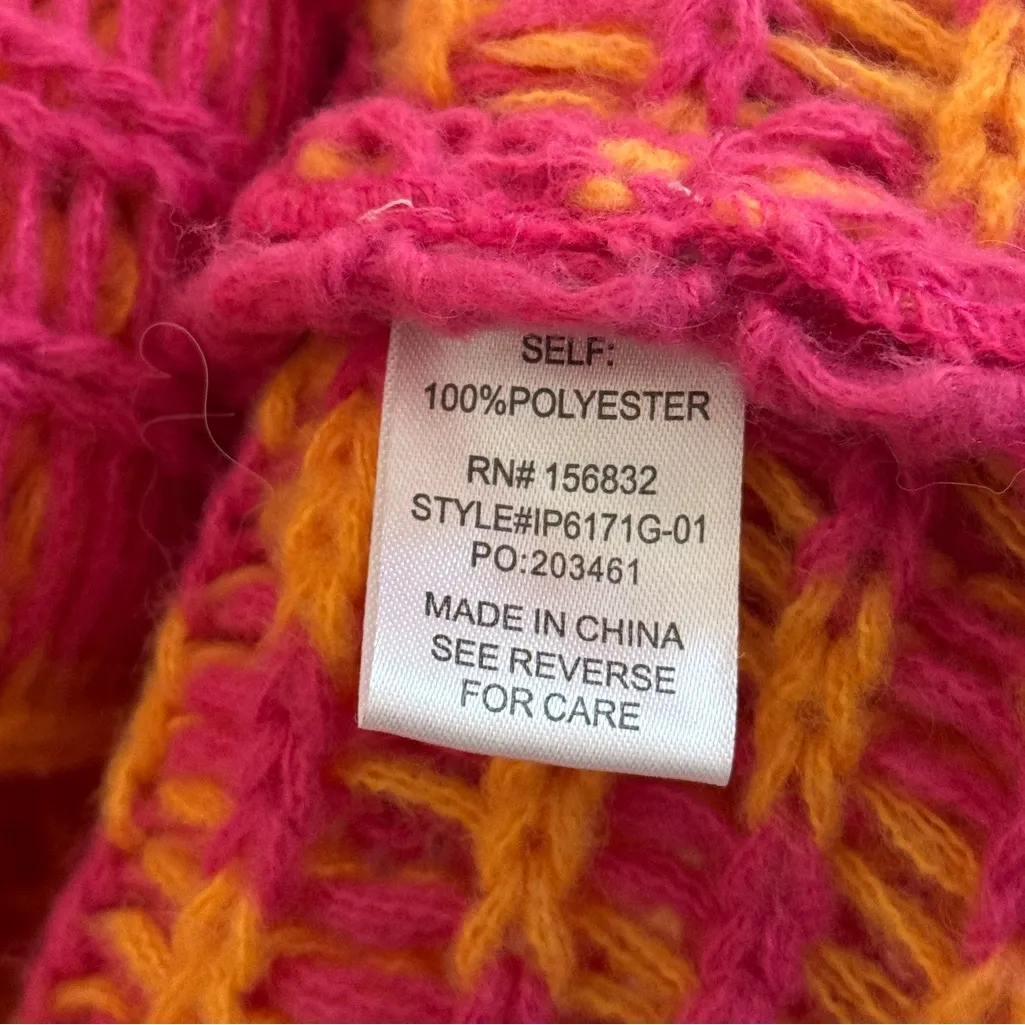 SELF:
100%POLYESTER
RN# 156832
STYLE#IP6171G-01
PO:203461
MADE IN CHINA
SEE REVERSE
FOR CARE